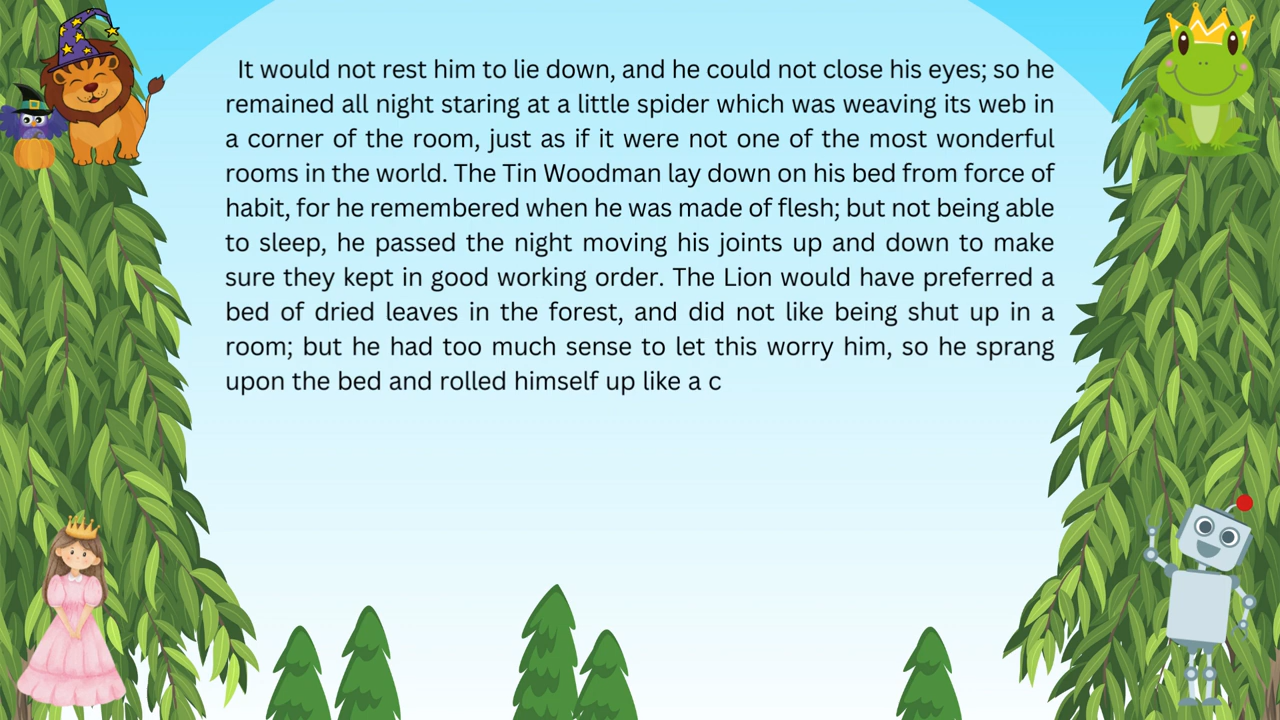 It would not rest him to lie down, and he could not close his eyes; so he
remained all night staring at a little spider which was weaving its web in
a corner of the room, just as if it were not one of the most wonderful
rooms in the world. The Tin Woodman lay down on his bed from force of
habit, for he remembered when he was made of flesh; but not being able
to sleep, he passed the night moving his joints up and down to make
sure they kept in good working order. The Lion would have preferred a
bed of dried leaves in the forest, and did not like being shut up in a
room; but he had too much sense to let this worry him, so he sprang
upon the bed and rolled himself up like a c